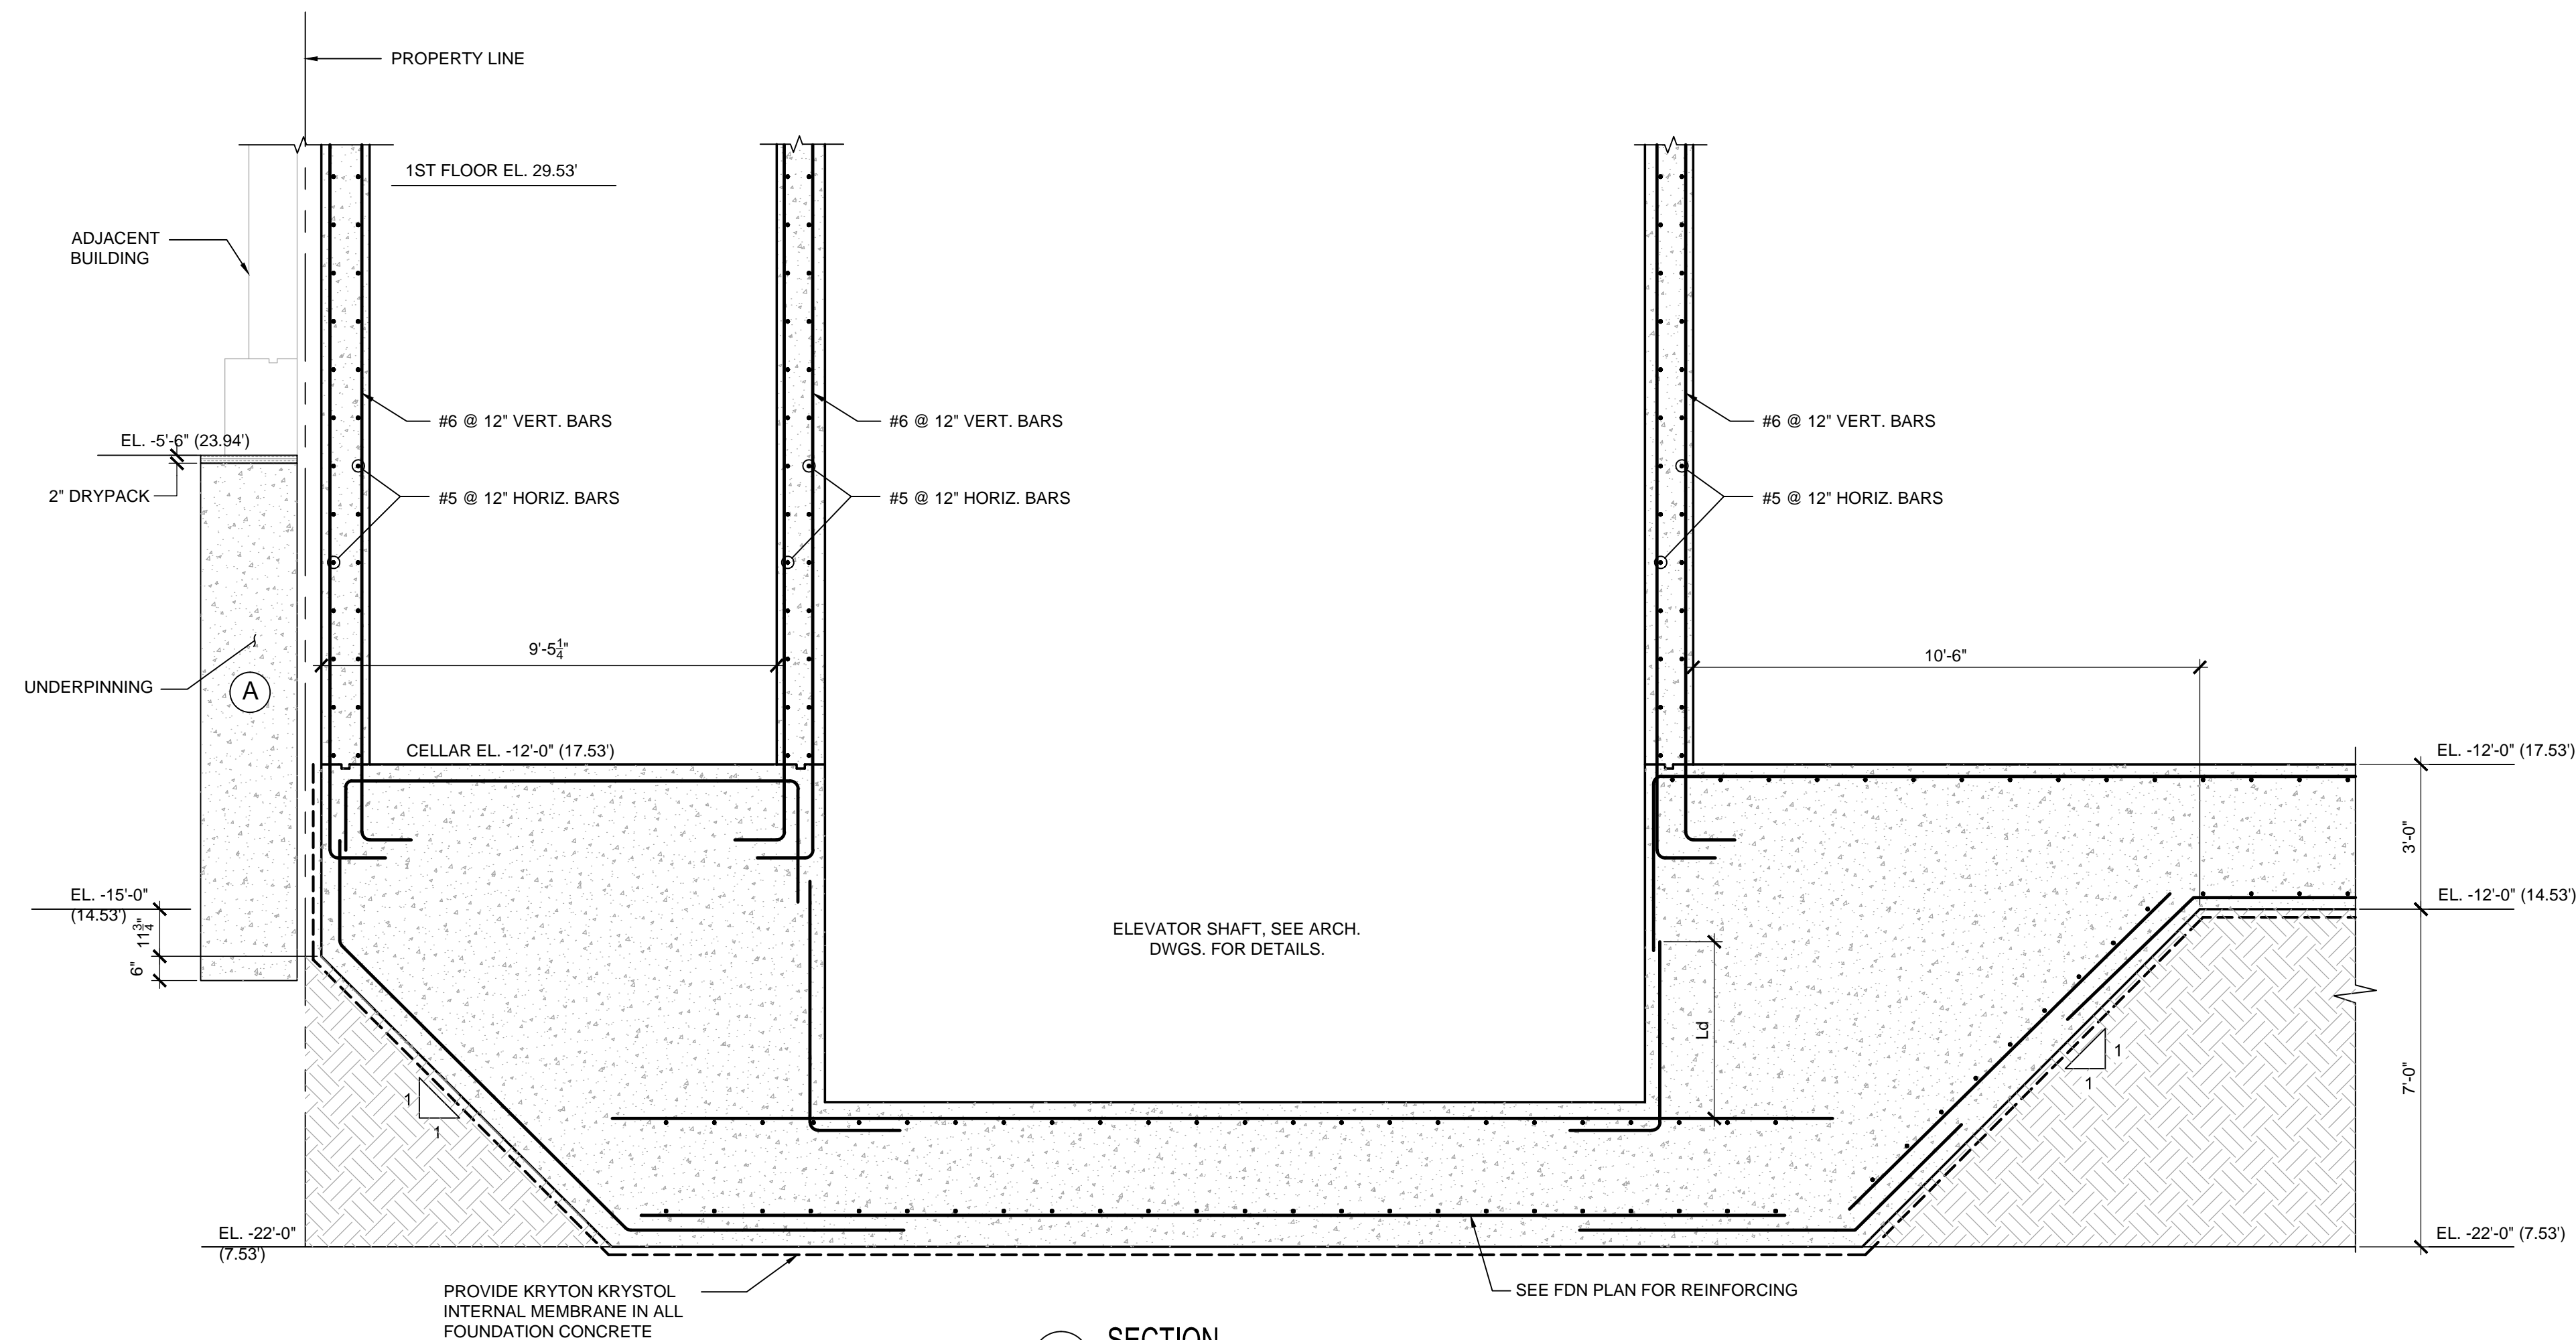 PROPERTY LINE
1ST FLOOR EL. 29.53'
ADJACENT
BUILDING
#6 @ 12" VERT. BARS
#6 @ 12" VERT. BARS
#6 @ 12" VERT. BARS
EL. -5'-6" (23.94')
2" DRYPACK
#5 @ 12" HORIZ. BARS
#5 @ 12" HORIZ. BARS
#5 @ 12" HORIZ. BARS
9'-5 1/4"
10'-6"
UNDERPINNING
A
CELLAR EL. -12'-0" (17.53')
EL. -12'-0" (17.53')
3'-0"
EL. -15'-0"
(14.53')
11 3/4"
6"
EL. -12'-0" (14.53')
ELEVATOR SHAFT, SEE ARCH.
DWGS. FOR DETAILS.
Ld
1
1
1
1
7'-0"
EL. -22'-0"
(7.53')
EL. -22'-0" (7.53')
PROVIDE KRYTON KRYSTOL
INTERNAL MEMBRANE IN ALL
FOUNDATION CONCRETE
SEE FDN PLAN FOR REINFORCING
SECTION